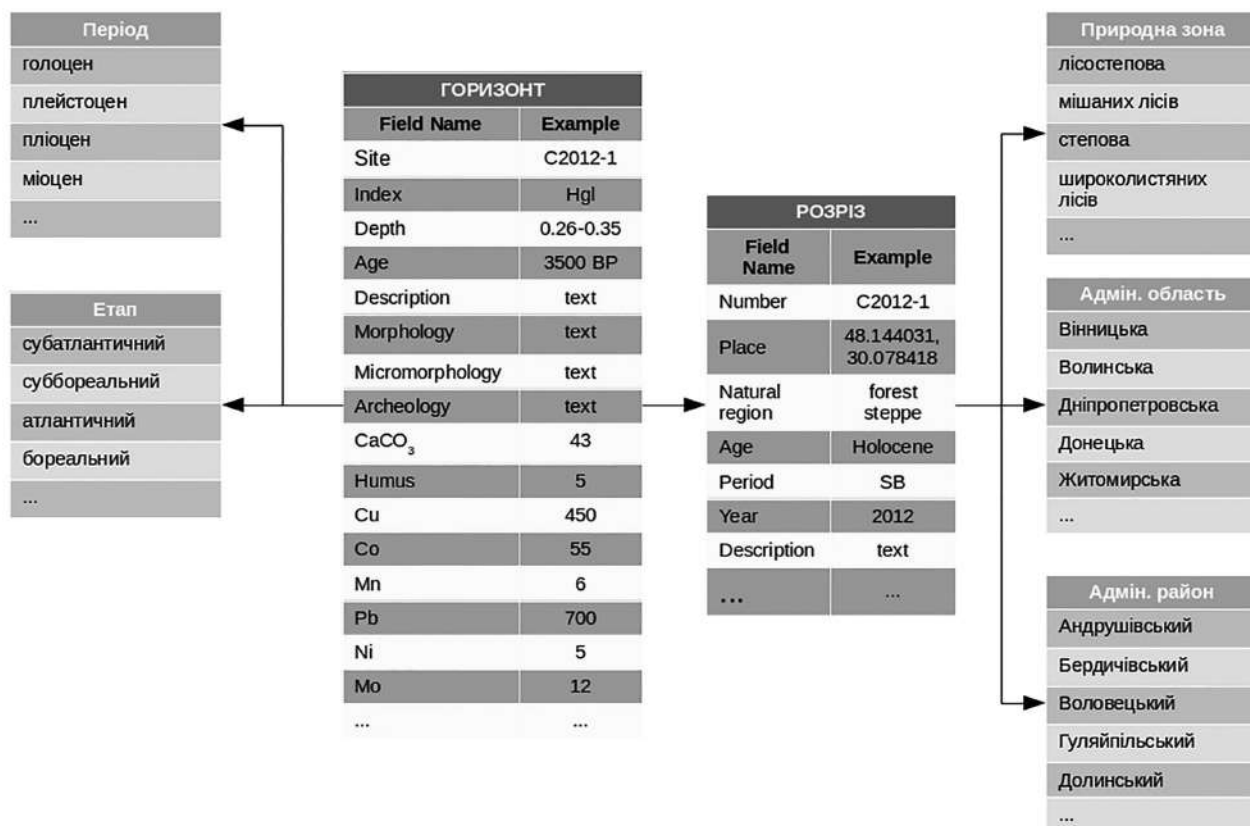 Період
голоцен
плейстоцен
пліоцен
міоцен
...
Етап
субатлантичний
суббореальний
атлантичний
бореальний
...
ГОРИЗОНТ
Field Name Example
Site C2012-1
Index Hgl
Depth 0.26-0.35
Age 3500 BP
Description text
Morphology text
Micromorphology text
Archeology text
CaCO₃ 43
Humus 5
Cu 450
Co 55
Mn 6
Pb 700
Ni 5
Mo 12
... ...
РОЗРІЗ
Field
Name Example
Number C2012-1
Place 48.144031,
30.078418
Natural forest
region steppe
Age Holocene
Period SB
Year 2012
Description text
... ...
Природна зона
лісостепова
мішаних лісів
степова
широколистяних
лісів
...
Адмін. область
Вінницька
Волинська
Дніпропетровська
Донецька
Житомирська
...
Адмін. район
Андрушівський
Бердичівський
Воловецький
Гуляйпільський
Долинський
...